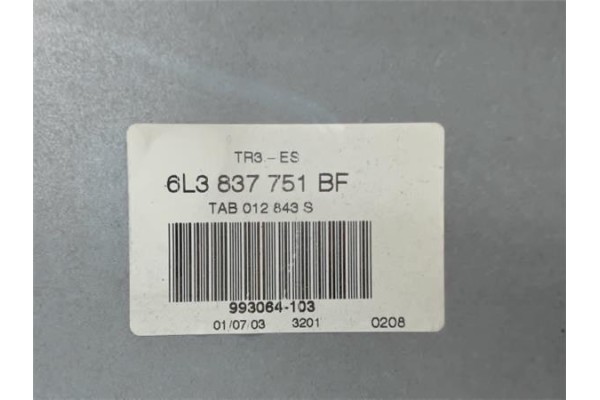 TR3.-ES
6L3 837 751 BF
TAB 012 843 S
993064-103
01/07/03 3201 0208